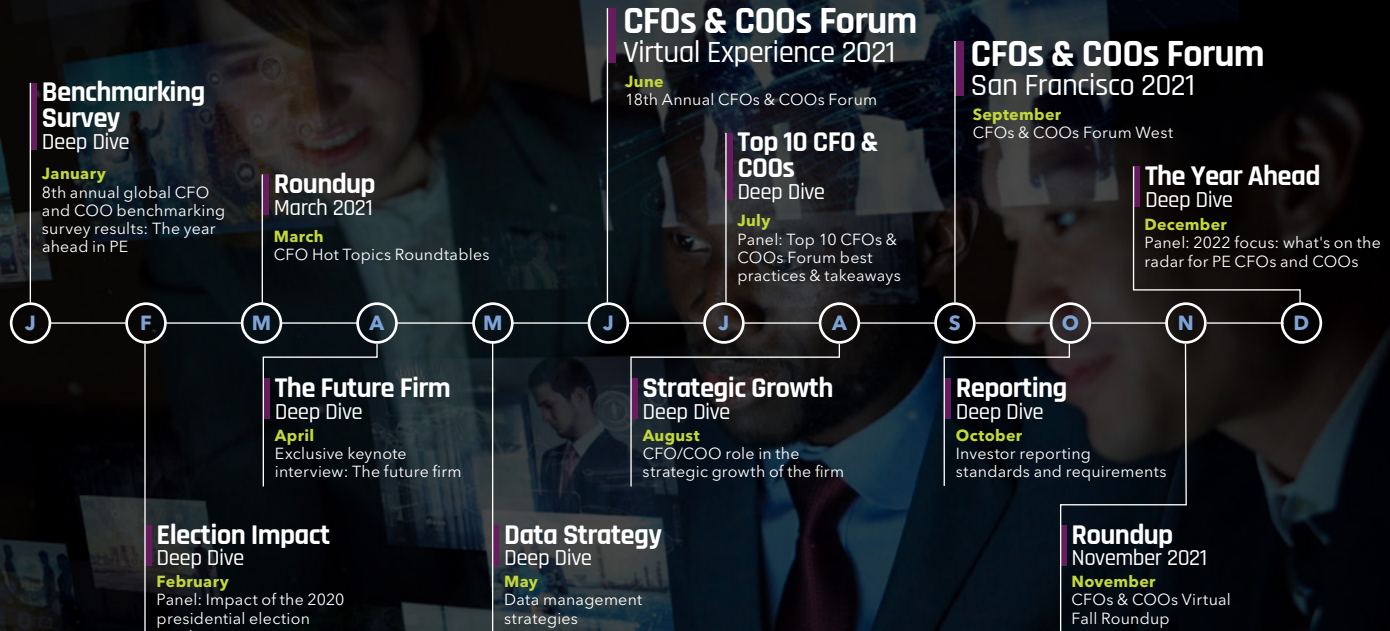 CFOs & COOs Forum
Virtual Experience 2021
June
18th Annual CFOs & COOs Forum
CFOs & COOs Forum
San Francisco 2021
September
CFOs & COOs Forum West
Benchmarking
Survey
Deep Dive
January
8th annual global CFO
and COO benchmarking
survey results: The year
ahead in PE
Roundup
March 2021
March
CFO Hot Topics Roundtables
Top 10 CFO &
COOs
Deep Dive
July
Panel: Top 10 CFOs &
COOs Forum best
practices & takeaways
The Year Ahead
Deep Dive
December
Panel: 2022 focus: what's on the
radar for PE CFOs and COOs
J F M A M J J A S O N D
The Future Firm
Deep Dive
April
Exclusive keynote
interview: The future firm
Strategic Growth
Deep Dive
August
CFO/COO role in the
strategic growth of the firm
Reporting
Deep Dive
October
Investor reporting
standards and requirements
Election Impact
Deep Dive
February
Panel: Impact of the 2020
presidential election
Data Strategy
Deep Dive
May
Data management
strategies
Roundup
November 2021
November
CFOs & COOs Virtual
Fall Roundup